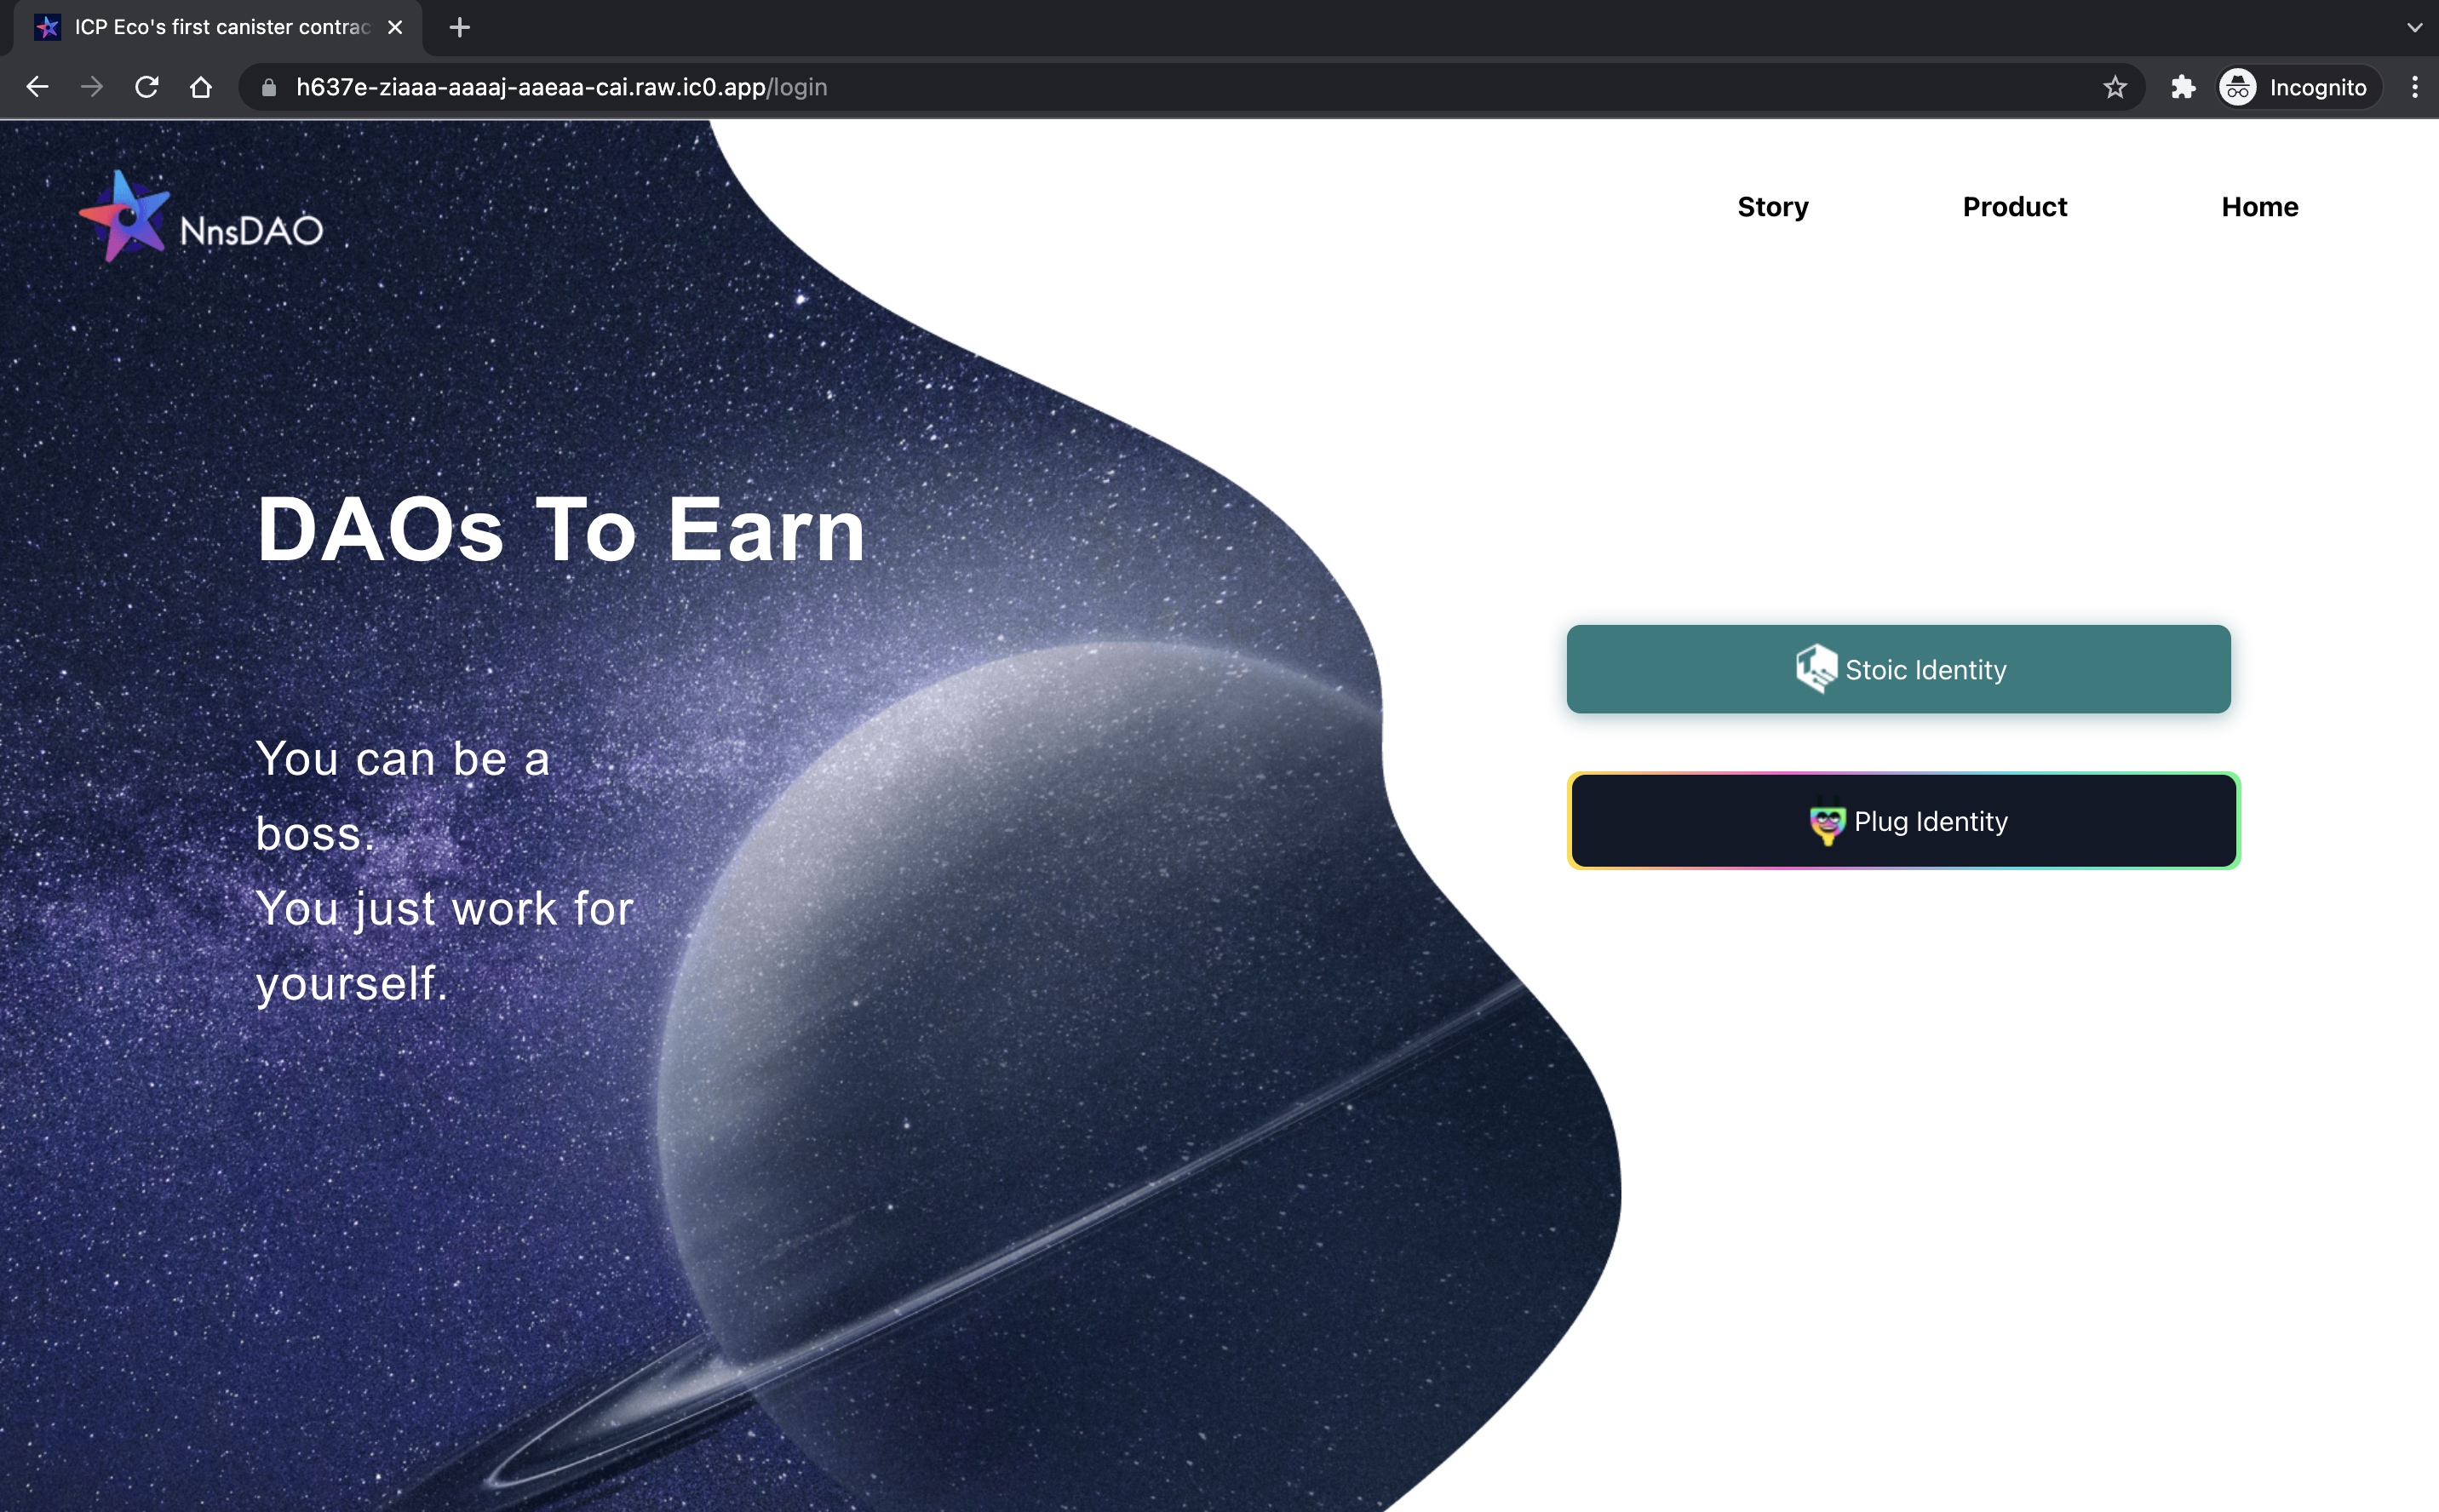 ICP Eco's first canister contrac
h637e-ziaaa-aaaaj-aaeaa-cai.raw.ic0.app/login
Incognito
NnsDAO
Story
Product
Home
DAOs To Earn
You can be a
boss.
You just work for
yourself.
Stoic Identity
Plug Identity